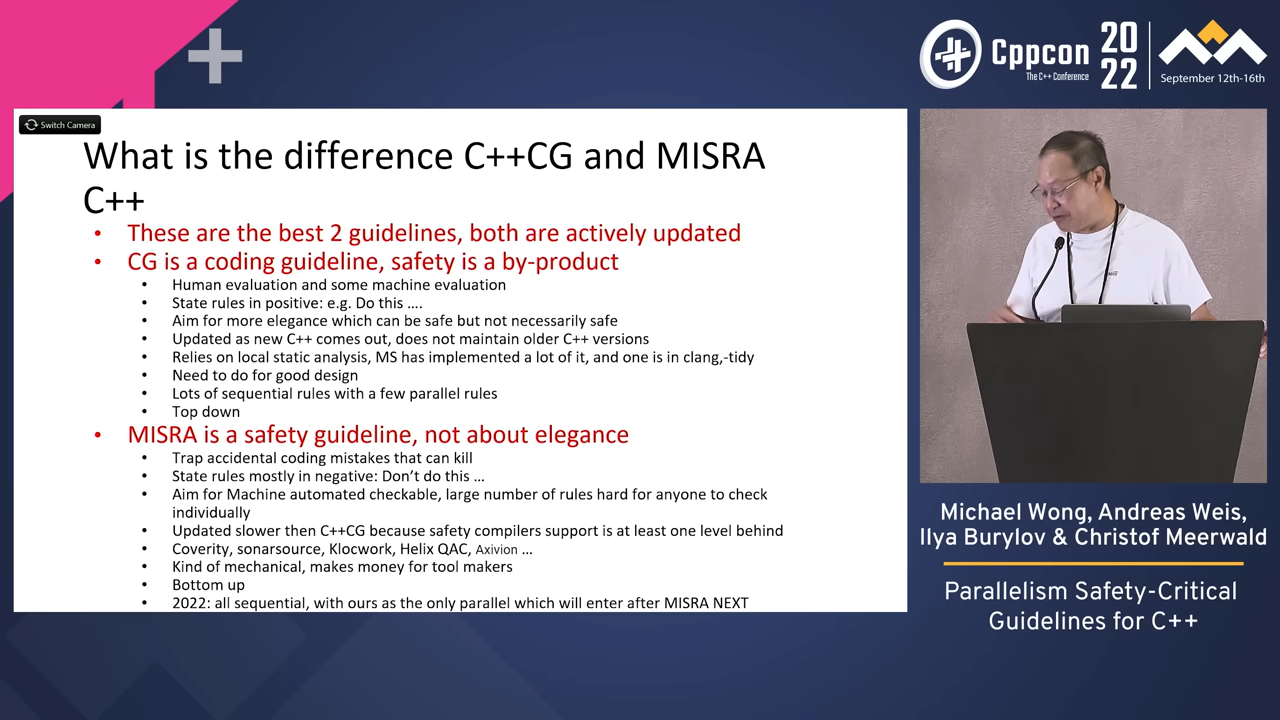 Cppcon
The C++ Conference
20
22
September 12th-16th
Switch Camera
What is the difference C++CG and MISRA
C++
• These are the best 2 guidelines, both are actively updated
• CG is a coding guideline, safety is a by-product
• Human evaluation and some machine evaluation
• State rules in positive: e.g. Do this ....
• Aim for more elegance which can be safe but not necessarily safe
• Updated as new C++ comes out, does not maintain older C++ versions
• Relies on local static analysis, MS has implemented a lot of it, and one is in clang,-tidy
• Need to do for good design
• Lots of sequential rules with a few parallel rules
• Top down
• MISRA is a safety guideline, not about elegance
• Trap accidental coding mistakes that can kill
• State rules mostly in negative: Don't do this ...
• Aim for Machine automated checkable, large number of rules hard for anyone to check
individually
• Updated slower then C++CG because safety compilers support is at least one level behind
• Coverity, sonarsource, Klocwork, Helix QAC, Axivion ...
• Kind of mechanical, makes money for tool makers
• Bottom up
• 2022: all sequential, with ours as the only parallel which will enter after MISRA NEXT
Michael Wong, Andreas Weis,
Ilya Burylov & Christof Meerwald
Parallelism Safety-Critical
Guidelines for C++